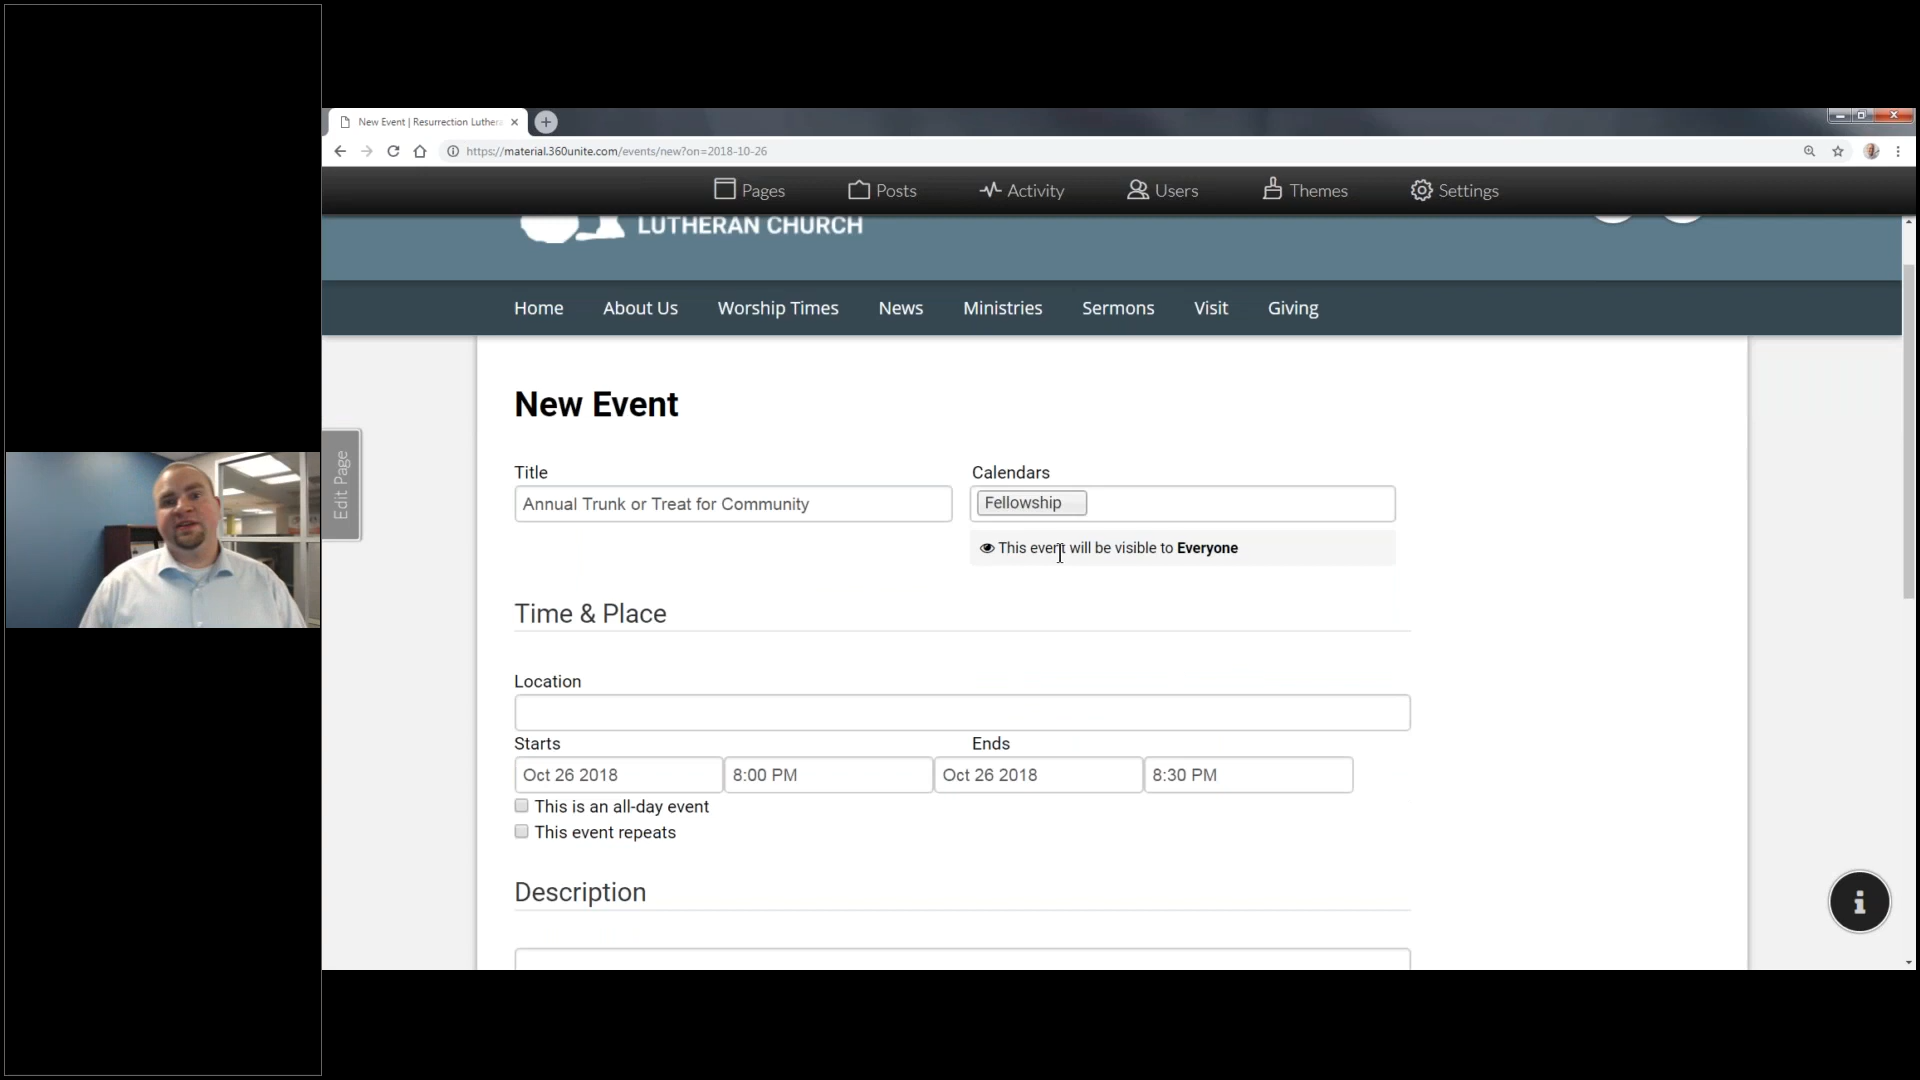 New Event | Resurrection Luther
https://material.360unite.com/events/new?on=2018-10-26
Pages Posts Activity Users Themes Settings
LUTHERAN CHURCH
Home About Us Worship Times News Ministries Sermons Visit Giving
Edit Page
New Event
Title Calendars
Annual Trunk or Treat for Community Fellowship
This event will be visible to Everyone
Time & Place
Location
Starts Ends
Oct 26 2018 8:00 PM Oct 26 2018 8:30 PM
This is an all-day event
This event repeats
Description